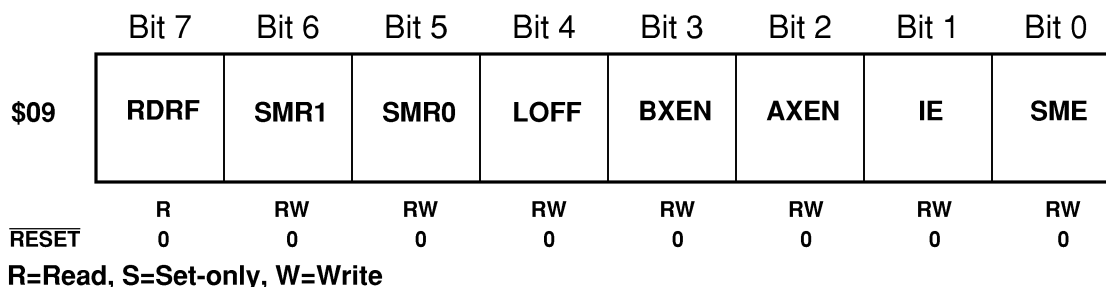 Bit 7 Bit 6 Bit 5 Bit 4 Bit 3 Bit 2 Bit 1 Bit 0
$09 RDRF SMR1 SMR0 LOFF BXEN AXEN IE SME
R RW RW RW RW RW RW RW
RESET 0 0 0 0 0 0 0 0
R=Read, S=Set-only, W=Write